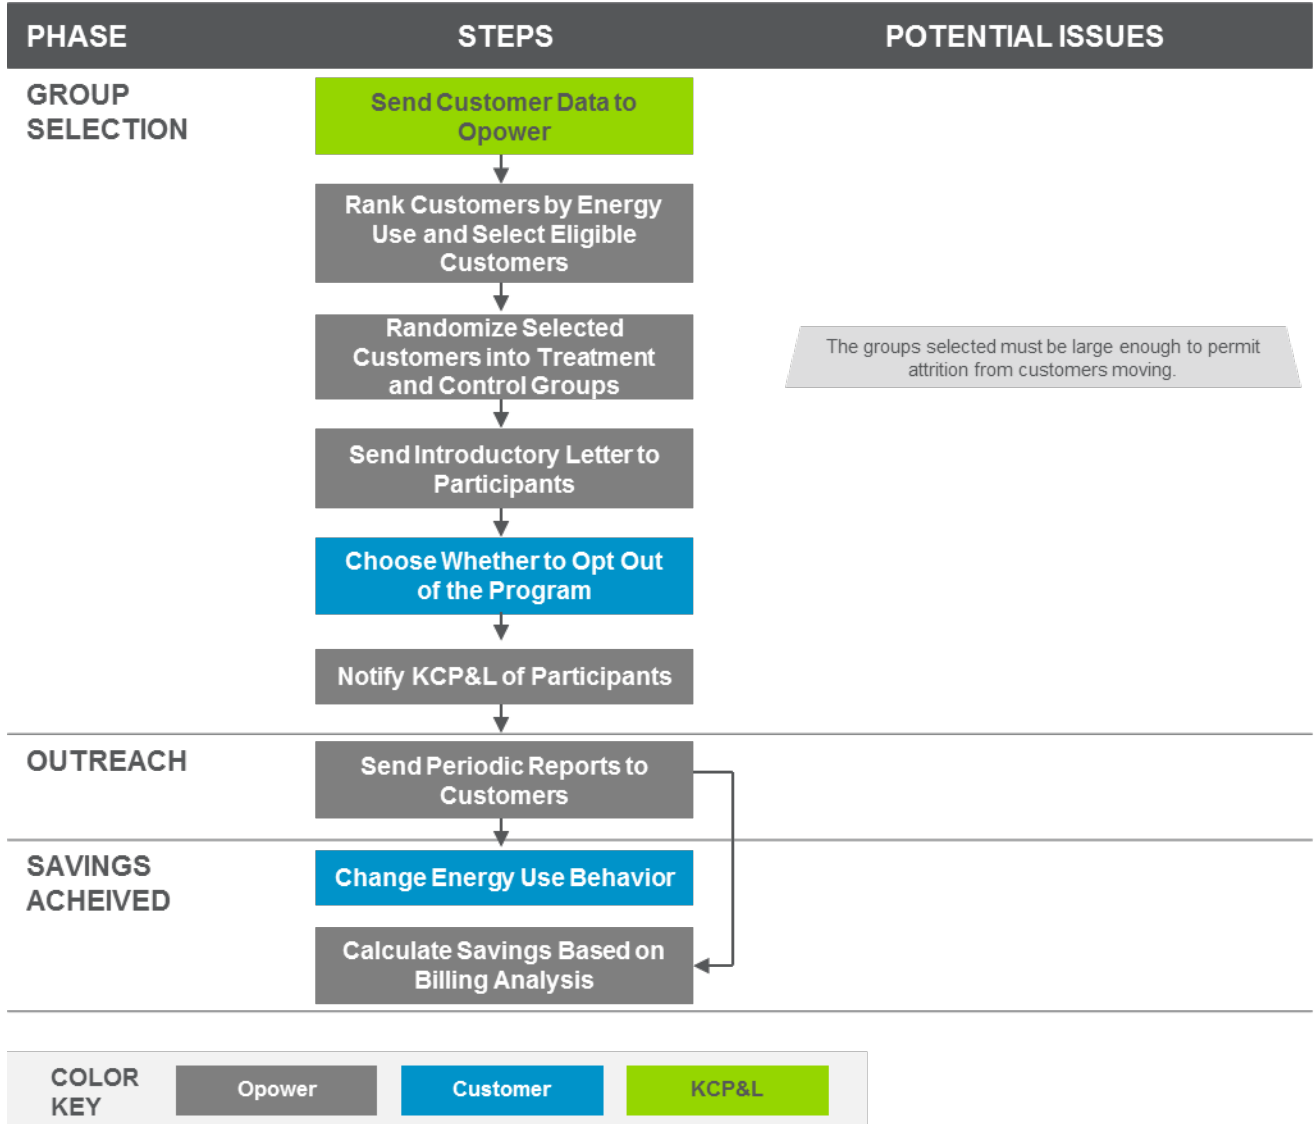 PHASE
STEPS
POTENTIAL ISSUES
GROUP
SELECTION
Send Customer Data to
Opower
Rank Customers by Energy
Use and Select Eligible
Customers
Randomize Selected
Customers into Treatment
and Control Groups
The groups selected must be large enough to permit
attrition from customers moving.
Send Introductory Letter to
Participants
Choose Whether to Opt Out
of the Program
Notify KCP&L of Participants
OUTREACH
Send Periodic Reports to
Customers
SAVINGS
ACHEIVED
Change Energy Use Behavior
Calculate Savings Based on
Billing Analysis
COLOR
KEY
Opower
Customer
KCP&L